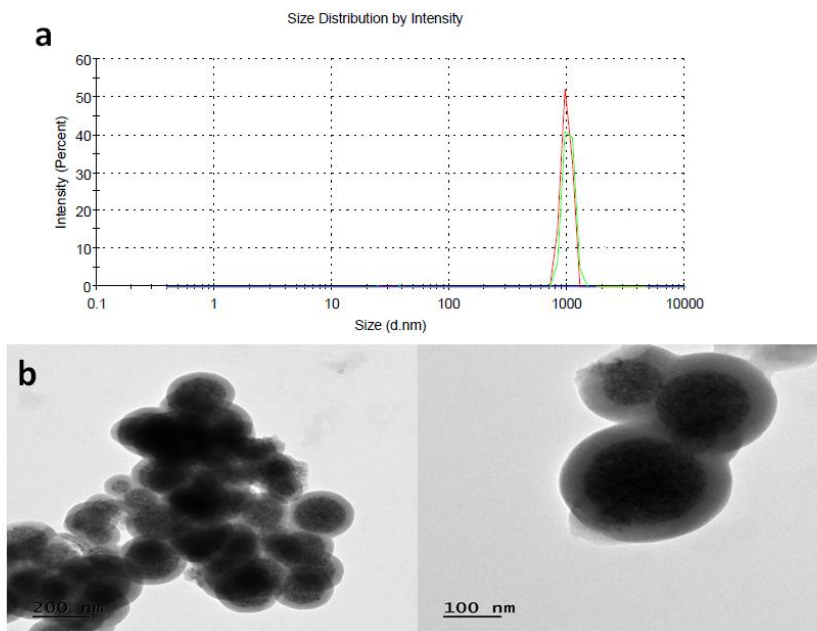 Size Distribution by Intensity
a
60
50
40
30
20
10
0
Intensity (Percent)
0.1 1 10 100 1000 10000
Size (d.nm)
b
200 nm
100 nm